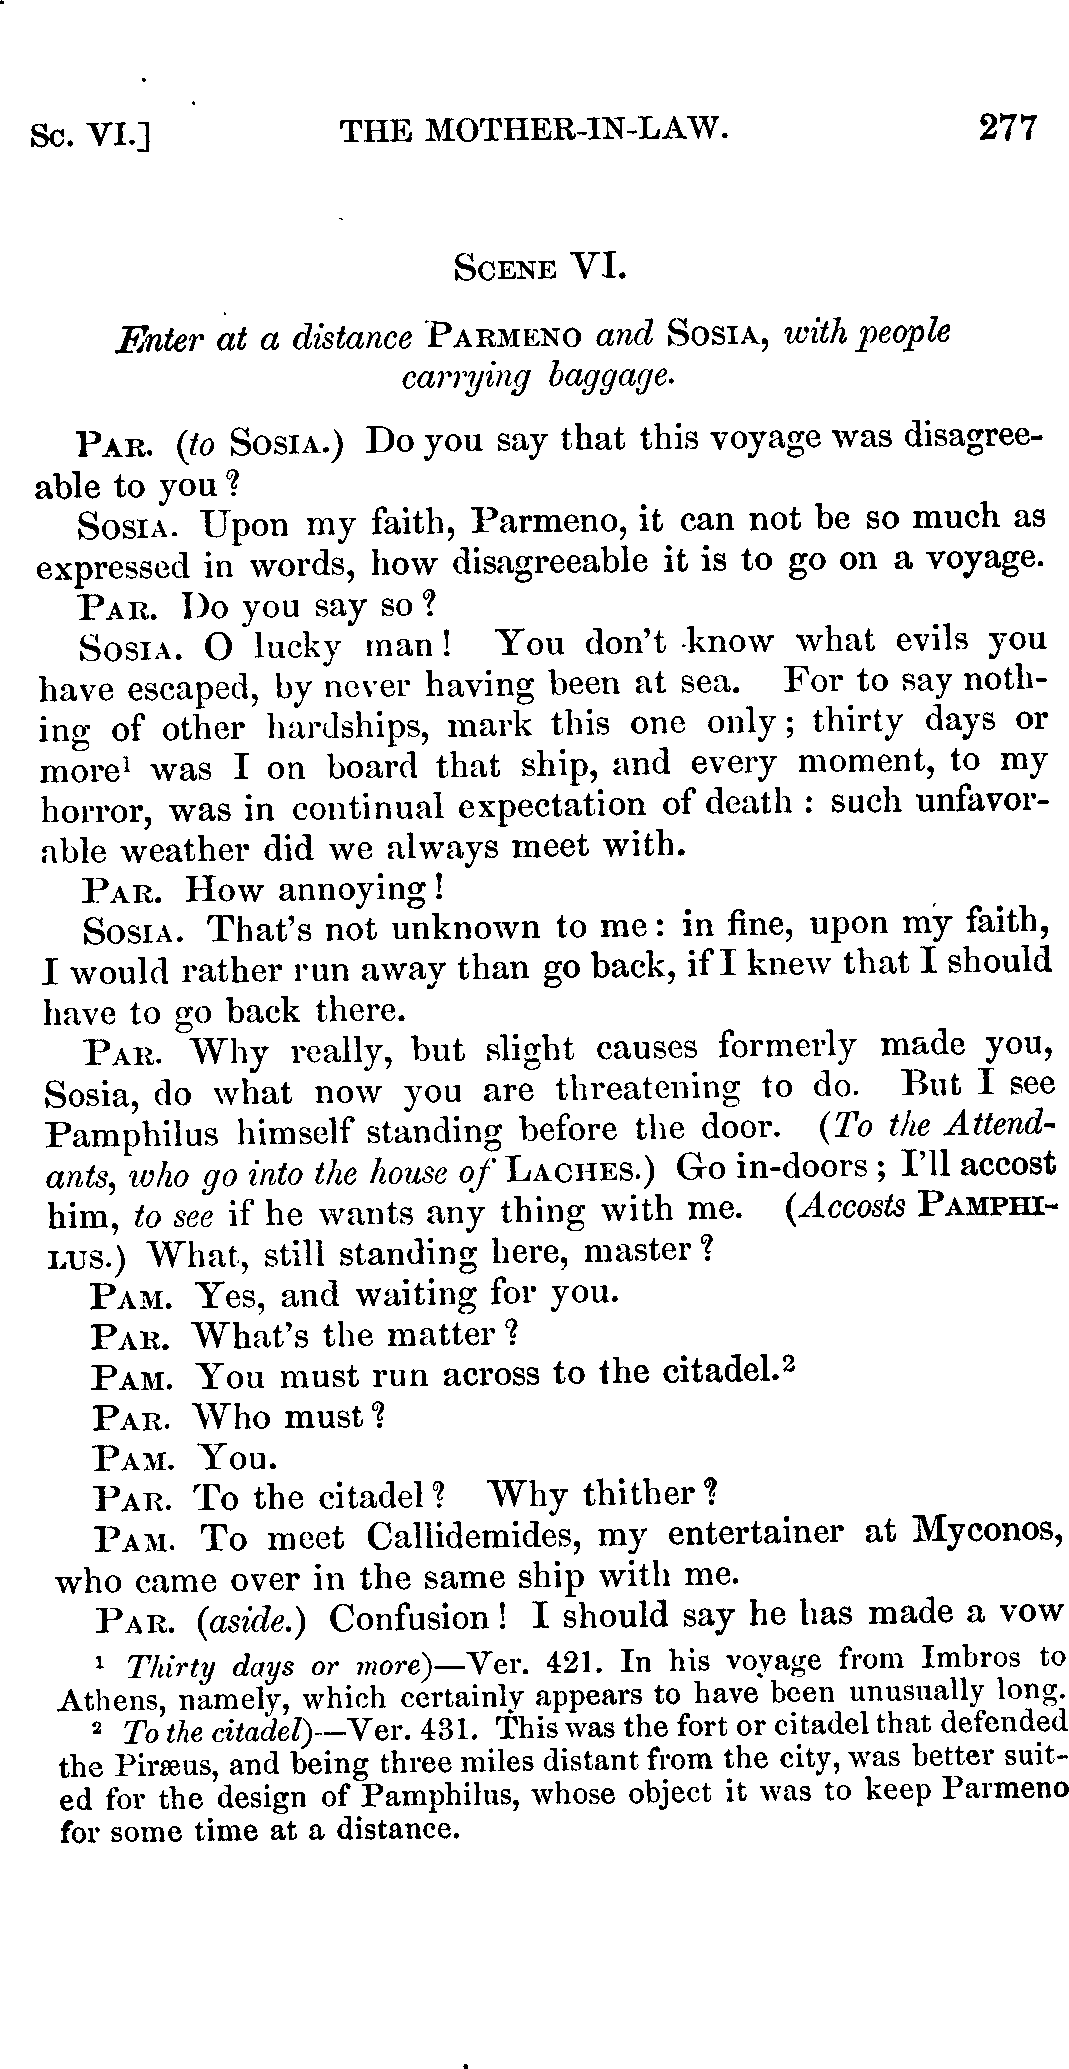 Sc. VI.] THE MOTHER-IN-LAW. 277
Scene VI.
Enter at a distance Parmeno and Sosia, with people
carrying baggage.
Par. (to Sosia.) Do you say that this voyage was disagree-
able to you?
Sosia. Upon my faith, Parmeno, it can not be so much as
expressed in words, how disagreeable it is to go on a voyage.
Par. Do you say so?
Sosia. O lucky man! You don't know what evils you
have escaped, by never having been at sea. For to say noth-
ing of other hardships, mark this one only; thirty days or
more¹ was I on board that ship, and every moment, to my
horror, was in continual expectation of death: such unfavor-
able weather did we always meet with.
Par. How annoying!
Sosia. That's not unknown to me: in fine, upon my faith,
I would rather run away than go back, if I knew that I should
have to go back there.
Par. Why really, but slight causes formerly made you,
Sosia, do what now you are threatening to do. But I see
Pamphilus himself standing before the door. (To the Attend-
ants, who go into the house of Laches.) Go in-doors; I'll accost
him, to see if he wants any thing with me. (Accosts Pamphi-
lus.) What, still standing here, master?
Pam. Yes, and waiting for you.
Par. What's the matter?
Pam. You must run across to the citadel.²
Par. Who must?
Pam. You.
Par. To the citadel? Why thither?
Pam. To meet Callidemides, my entertainer at Myconos,
who came over in the same ship with me.
Par. (aside.) Confusion! I should say he has made a vow
¹ Thirty days or more)—Ver. 421. In his voyage from Imbros to
Athens, namely, which certainly appears to have been unusually long.
² To the citadel)—Ver. 431. This was the fort or citadel that defended
the Piræus, and being three miles distant from the city, was better suit-
ed for the design of Pamphilus, whose object it was to keep Parmeno
for some time at a distance.